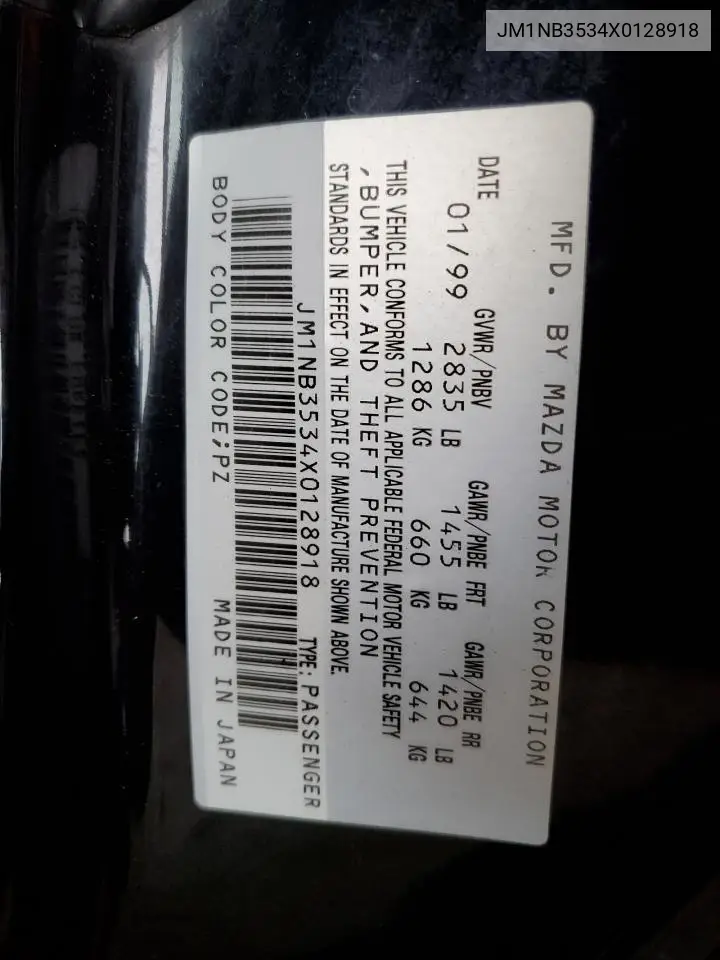 JM1NB3534X0128918
MFD. BY MAZDA MOTOR CORPORATION
DATE GVWR/PNBV GAWR/PNBE FRT GAWR/PNBE RR
01/99 2835 LB 1455 LB 1420 LB
1286 KG 660 KG 644 KG
THIS VEHICLE CONFORMS TO ALL APPLICABLE FEDERAL MOTOR VEHICLE SAFETY
,BUMPER,AND THEFT PREVENTION
STANDARDS IN EFFECT ON THE DATE OF MANUFACTURE SHOWN ABOVE.
JM1NB3534X0128918 TYPE: PASSENGER
BODY COLOR CODE;PZ MADE IN JAPAN